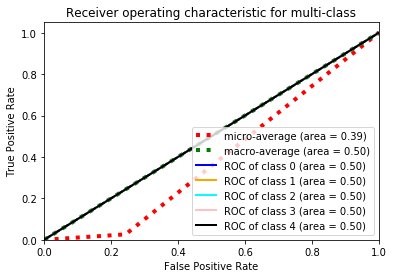 Receiver operating characteristic for multi-class
True Positive Rate
1.0
0.8
0.6
0.4
0.2
0.0
micro-average (area = 0.39)
macro-average (area = 0.50)
ROC of class 0 (area = 0.50)
ROC of class 1 (area = 0.50)
ROC of class 2 (area = 0.50)
ROC of class 3 (area = 0.50)
ROC of class 4 (area = 0.50)
0.0 0.2 0.4 0.6 0.8 1.0
False Positive Rate